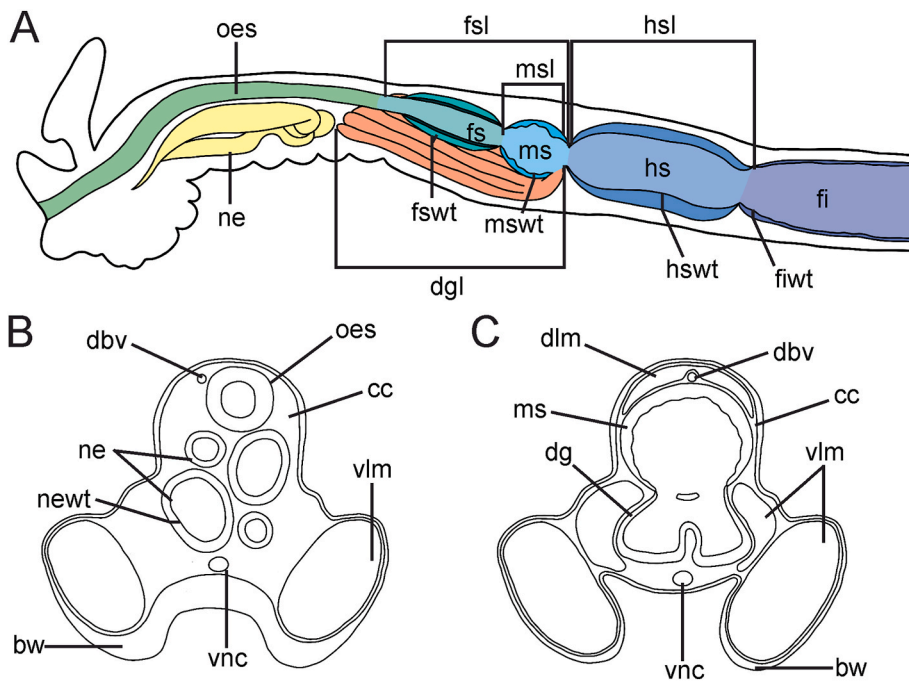 A
oes
fsl
hsl
msl
fs
ms
hs
fi
ne
fswt
mswt
hswt
fiwt
dgl
B
dbv
oes
cc
ne
newt
vlm
bw
vnc
C
dlm
dbv
ms
cc
dg
vlm
vnc
bw